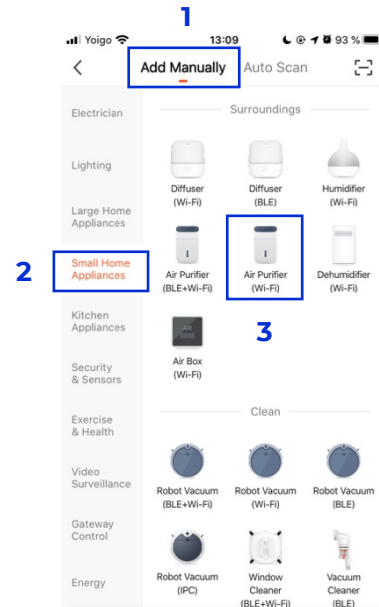 1
Yoigo 13:09 93 %
Add Manually Auto Scan
Electrician
Lighting
Large Home
Appliances
2
Small Home
Appliances
Kitchen
Appliances
Security
& Sensors
Exercise
& Health
Video
Surveillance
Gateway
Control
Energy
Surroundings
Diffuser
(Wi-Fi)
Diffuser
(BLE)
Humidifier
(Wi-Fi)
Air Purifier
(BLE+Wi-Fi)
Air Purifier
(Wi-Fi)
Dehumidifier
(Wi-Fi)
3
Air Box
(Wi-Fi)
Clean
Robot Vacuum
(BLE+Wi-Fi)
Robot Vacuum
(Wi-Fi)
Robot Vacuum
(BLE)
Robot Vacuum
(IPC)
Window
Cleaner
(BLE+Wi-Fi)
Vacuum
Cleaner
(BLE)